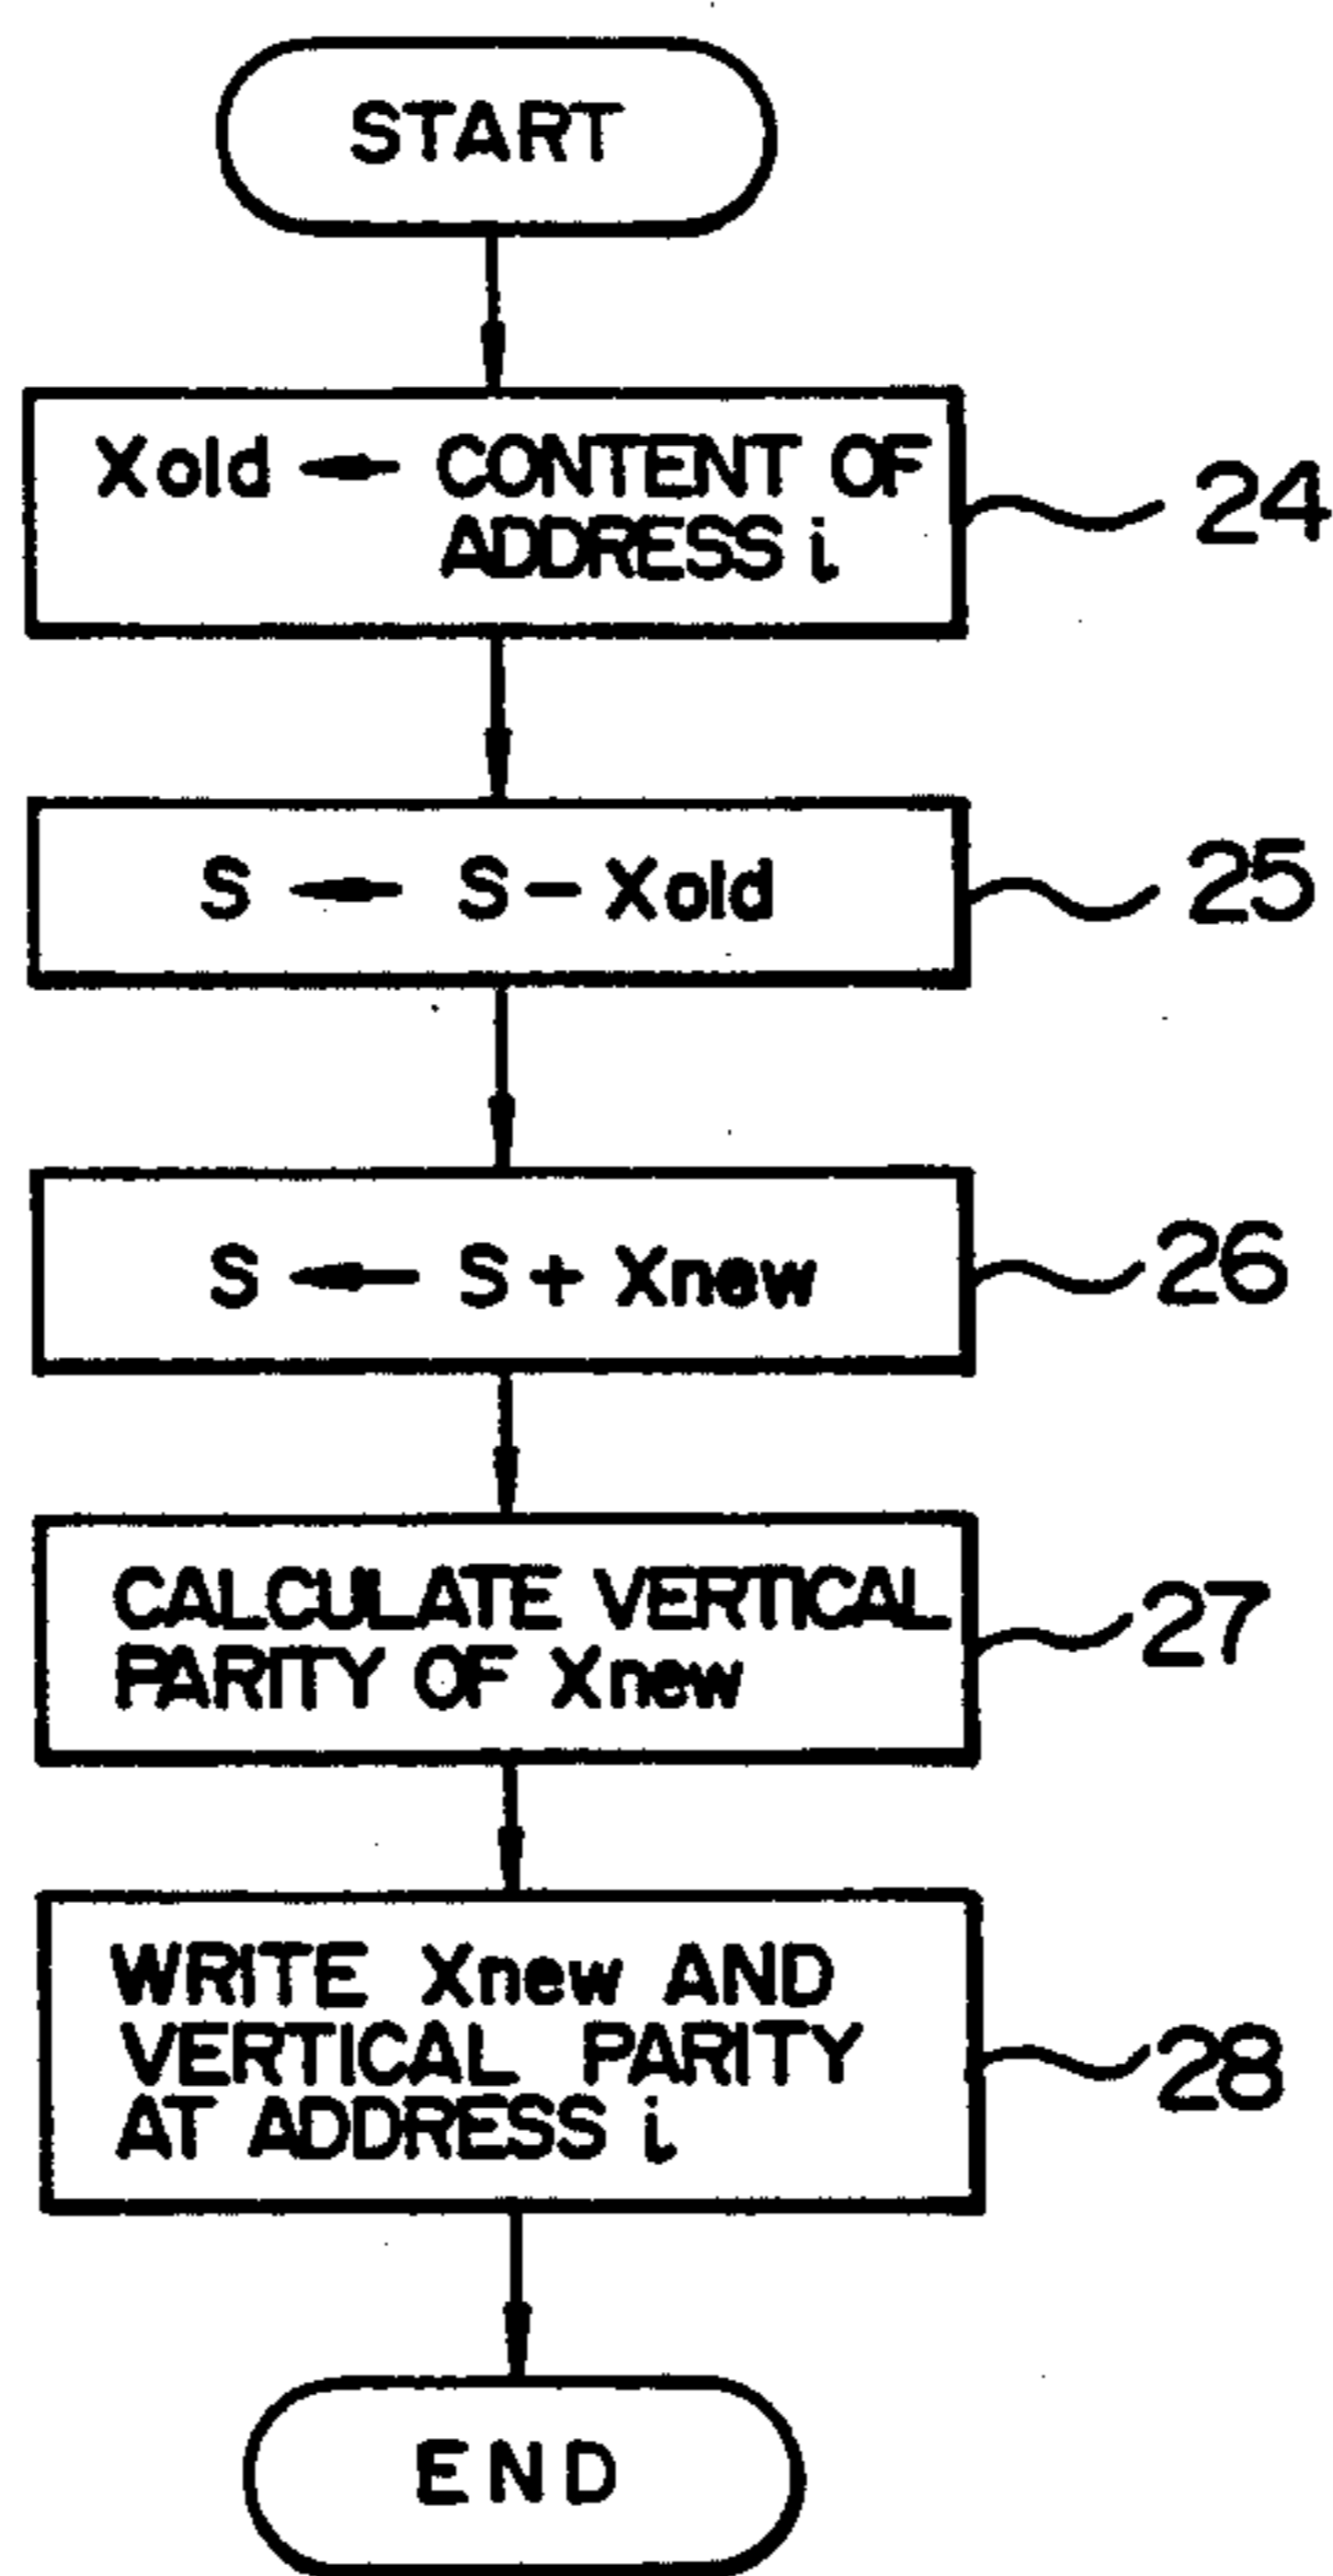 START
Xold ← CONTENT OF
ADDRESS i
24
S ← S − Xold
25
S ← S + Xnew
26
CALCULATE VERTICAL
PARITY OF Xnew
27
WRITE Xnew AND
VERTICAL PARITY
AT ADDRESS i
28
END